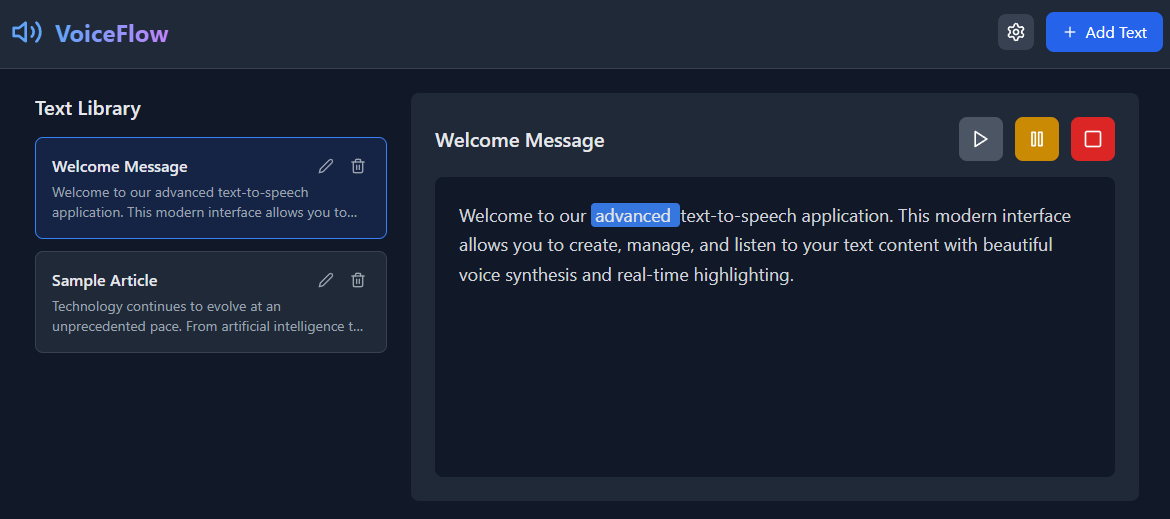 VoiceFlow
+ Add Text
Text Library
Welcome Message
Welcome to our advanced text-to-speech
application. This modern interface allows you to...
Sample Article
Technology continues to evolve at an
unprecedented pace. From artificial intelligence t...
Welcome Message
Welcome to our advanced text-to-speech application. This modern interface
allows you to create, manage, and listen to your text content with beautiful
voice synthesis and real-time highlighting.